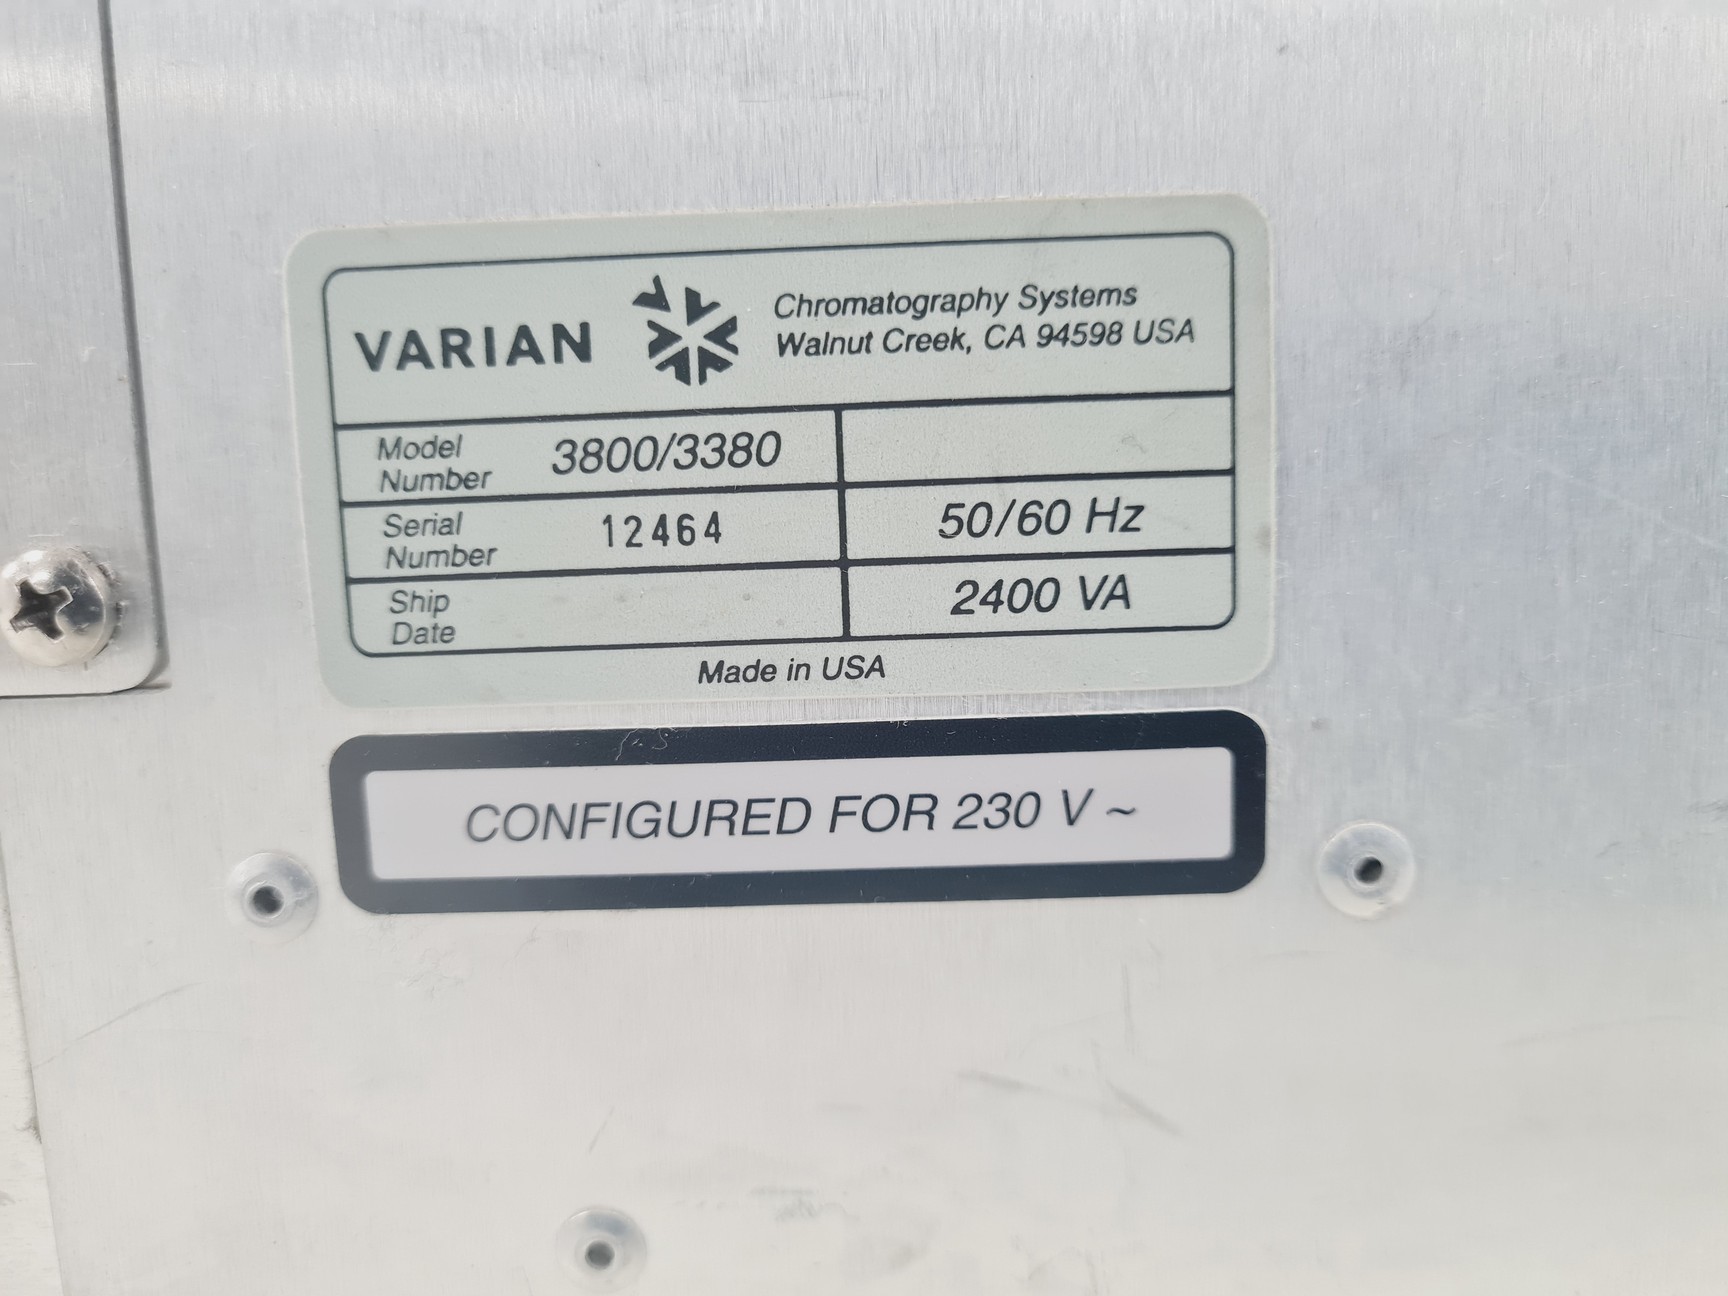 VARIAN
Chromatography Systems
Walnut Creek, CA 94598 USA
Model Number 3800/3380
Serial Number 12464
50/60 Hz
Ship Date
2400 VA
Made in USA
CONFIGURED FOR 230 V ~